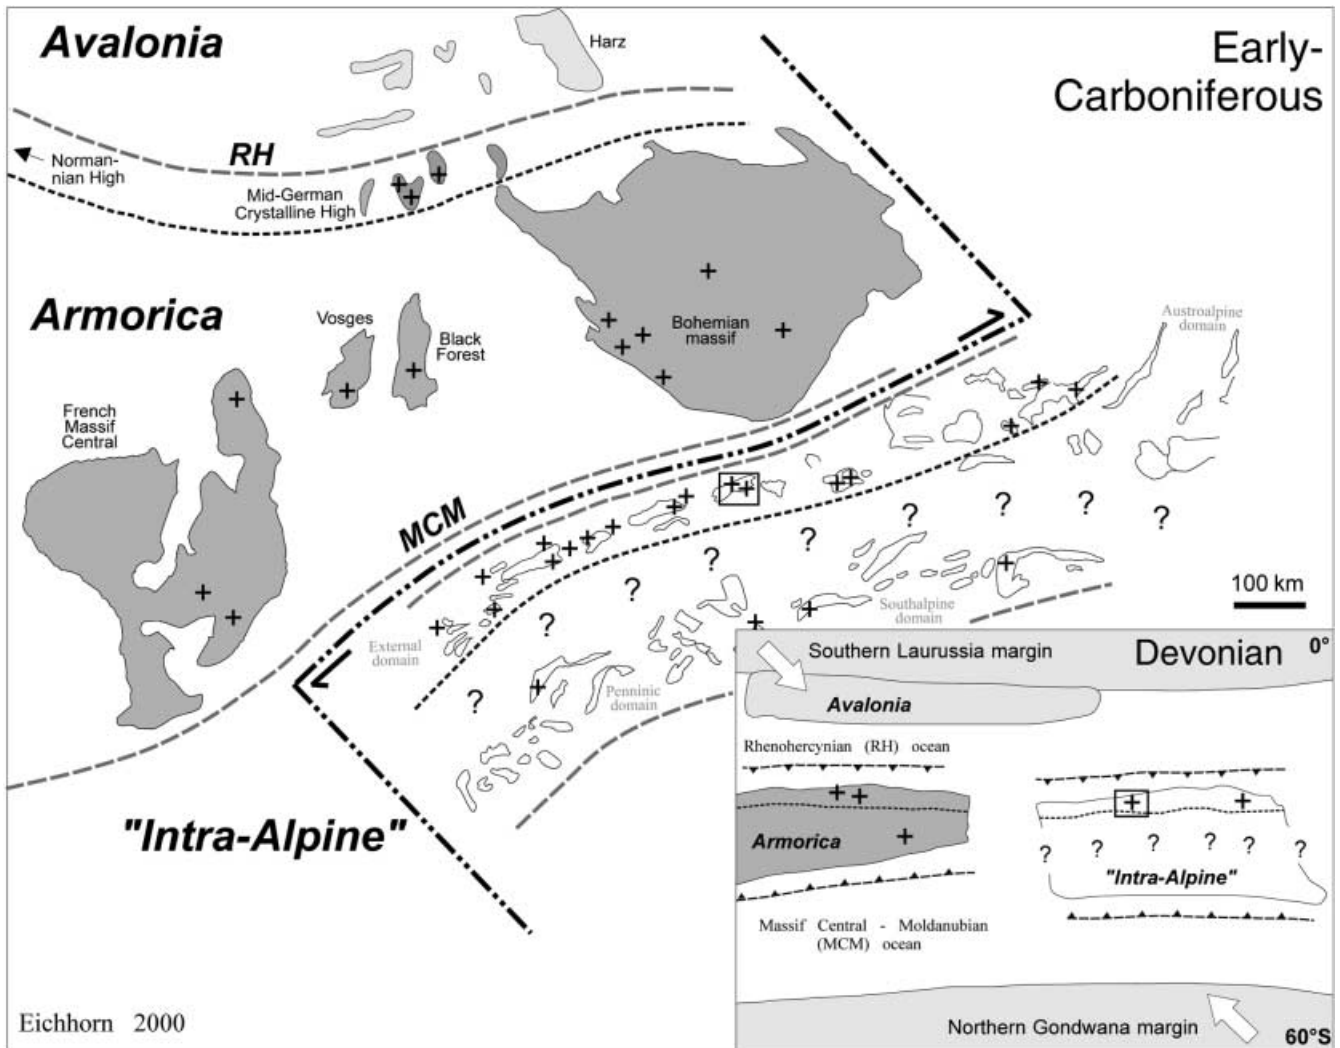 Avalonia
Harz
Early-
Carboniferous
RH
Norman-
nian High
Mid-German
Crystalline High
Armorica
Vosges
Black
Forest
Bohemian
massif
Austroalpine
domain
French
Massif
Central
MCM
?
?
?
?
?
?
?
?
?
100 km
External
domain
Penninic
domain
Southalpine
domain
"Intra-Alpine"
Eichhorn 2000
Southern Laurussia margin
Devonian
0°
Avalonia
Rhenohercynian (RH) ocean
Armorica
?
?
?
?
?
?
"Intra-Alpine"
Massif Central - Moldanubian
(MCM) ocean
Northern Gondwana margin
60°S